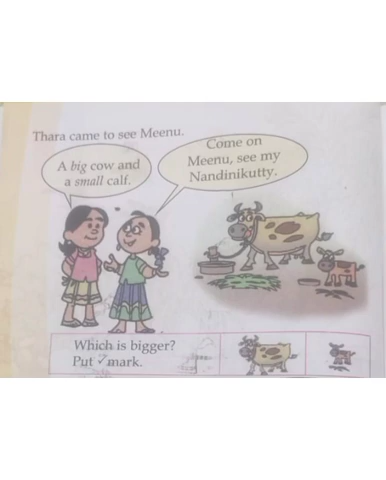 Thara came to see Meenu.
A big cow and
a small calf.
Come on
Meenu, see my
Nandinikutty.
Which is bigger?
Put ✓ mark.